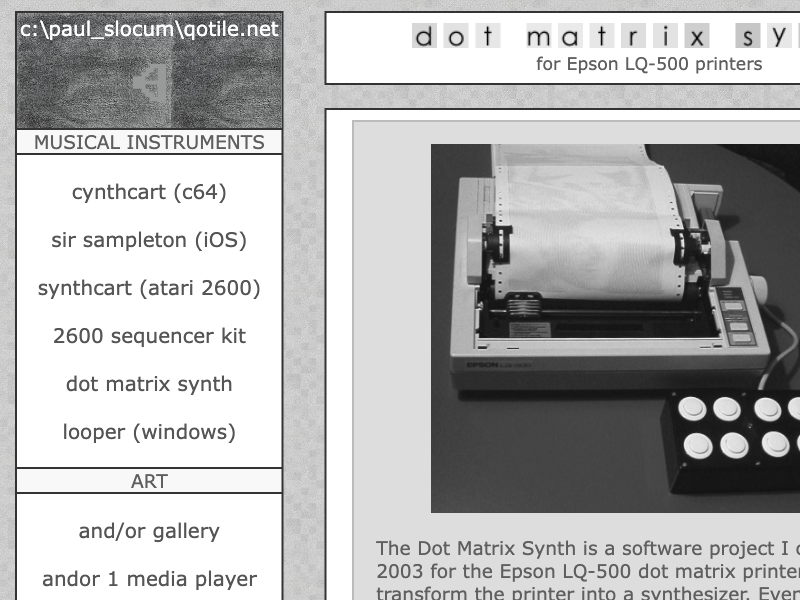 c:\paul_slocum\qotile.net
MUSICAL INSTRUMENTS
cynthcart (c64)
sir sampleton (iOS)
synthcart (atari 2600)
2600 sequencer kit
dot matrix synth
looper (windows)
ART
and/or gallery
andor 1 media player
dot matrix sy
for Epson LQ-500 printers
EPSON
The Dot Matrix Synth is a software project I
2003 for the Epson LQ-500 dot matrix printer
transform the printer into a synthesizer. Ever